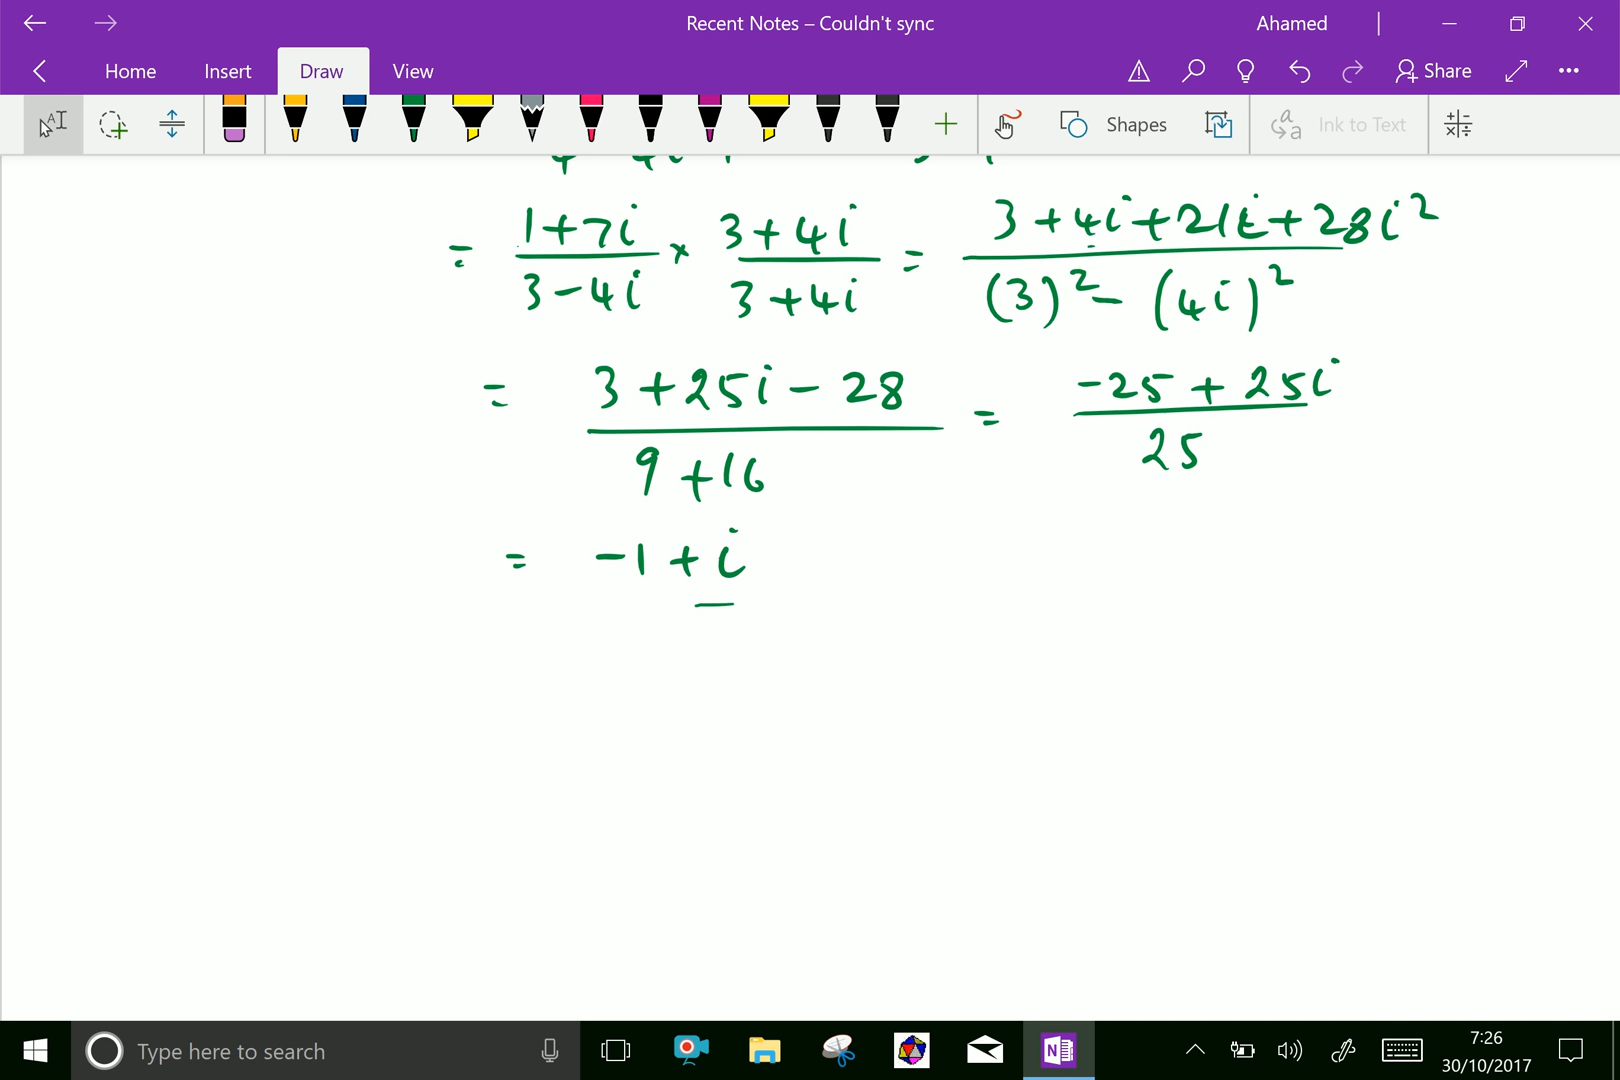 Recent Notes – Couldn't sync
Ahamed
Home Insert Draw View
Share
Shapes
Ink to Text
= 1+7i / 3-4i × 3+4i / 3+4i = 3+4i+21i+28i² / (3)² - (4i)²
= 3+25i-28 / 9+16 = -25+25i / 25
= -1+i
Type here to search
7:26
30/10/2017